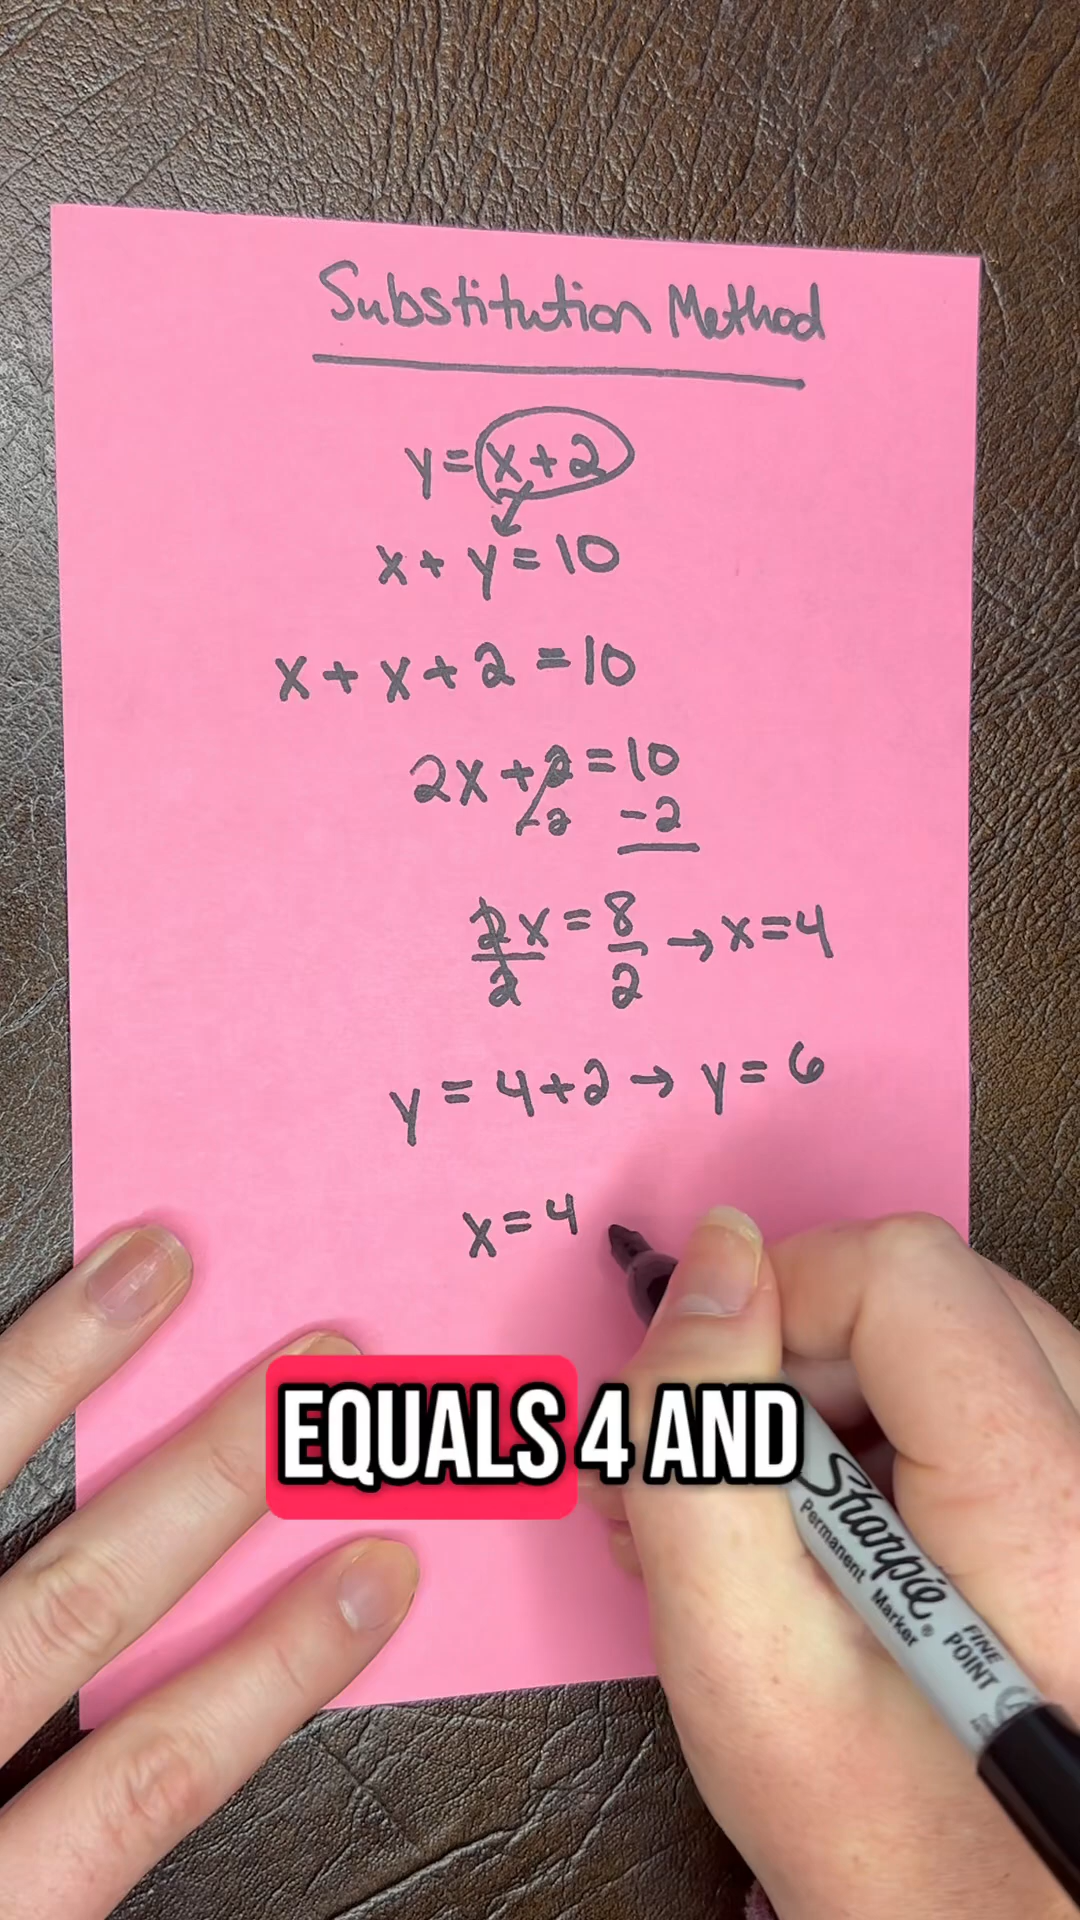 Substitution Method
y = x + 2
x + y = 10
x + x + 2 = 10
2x + 2 = 10
-2 -2
2x = 8 → x = 4
2 2
y = 4 + 2 → y = 6
x = 4
EQUALS 4 AND
Sharpie®
Permanent Marker
FINE
POINT